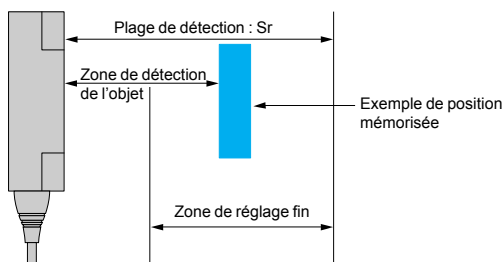 Plage de détection : Sr
Zone de détection
de l'objet
Exemple de position
mémorisée
Zone de réglage fin